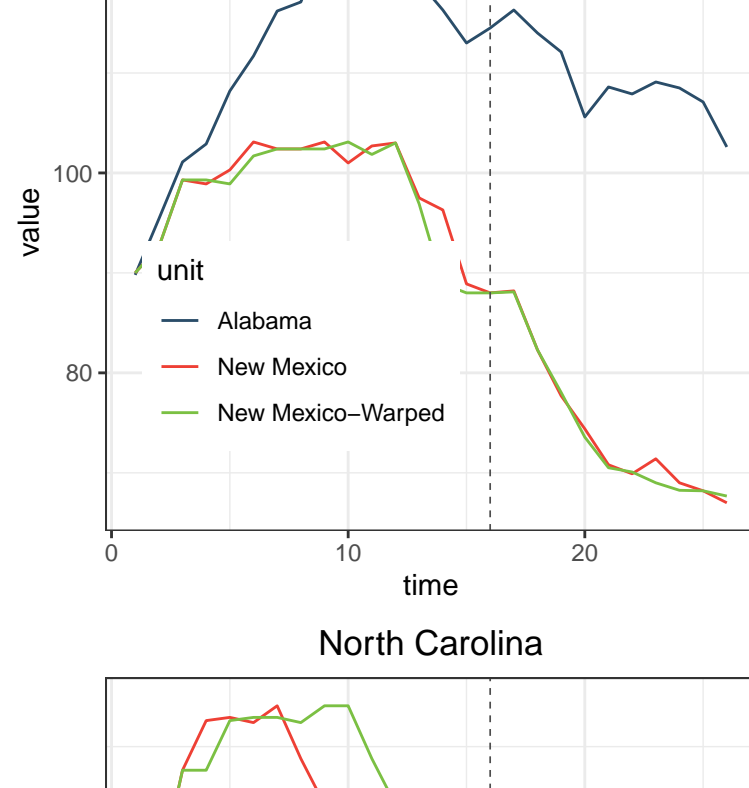 100
80
value
unit
Alabama
New Mexico
New Mexico−Warped
0 10 20
time
North Carolina